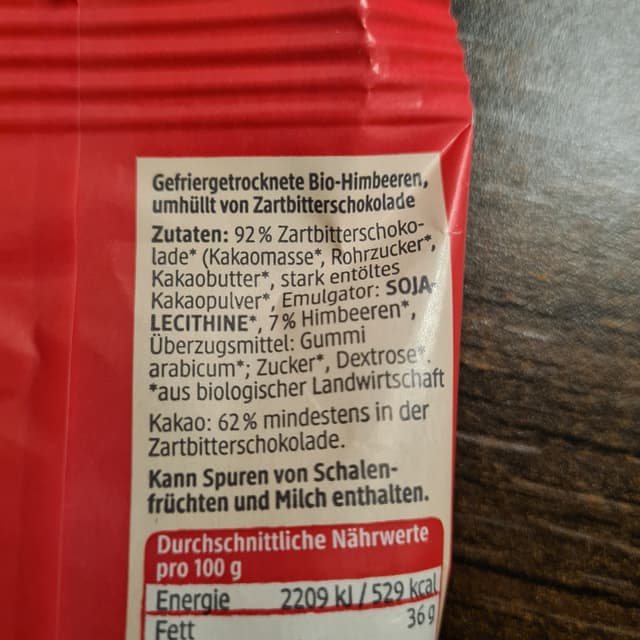 Gefriergetrocknete Bio-Himbeeren,
umhüllt von Zartbitterschokolade
Zutaten: 92% Zartbitterschoko-
lade* (Kakaomasse*, Rohrzucker*,
Kakaobutter*, stark entöltes
Kakaopulver*, Emulgator: SOJA-
LECITHINE*, 7% Himbeeren*,
Überzugsmittel: Gummi
arabicum*; Zucker*, Dextrose*.
*aus biologischer Landwirtschaft
Kakao: 62% mindestens in der
Zartbitterschokolade.
Kann Spuren von Schalen-
früchten und Milch enthalten.
Durchschnittliche Nährwerte
pro 100 g
Energie 2209 kJ / 529 kcal
Fett 36 g